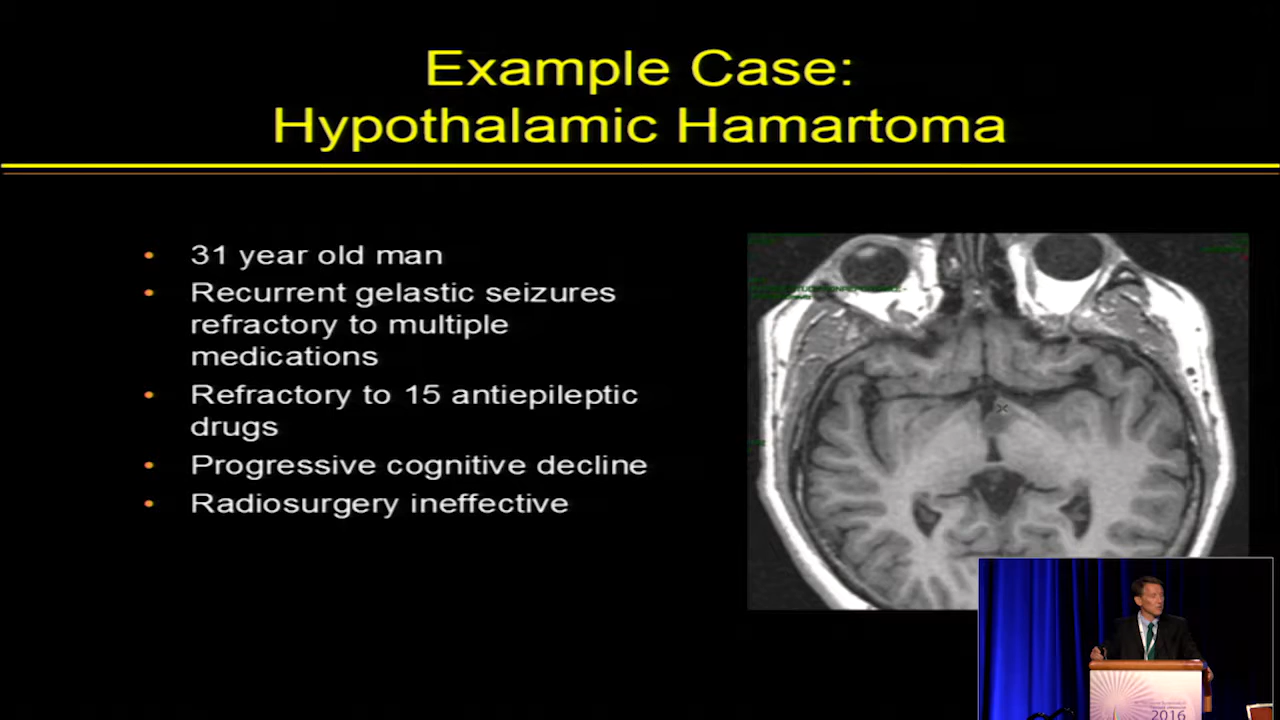 Example Case:
Hypothalamic Hamartoma
• 31 year old man
• Recurrent gelastic seizures
refractory to multiple
medications
• Refractory to 15 antiepileptic
drugs
• Progressive cognitive decline
• Radiosurgery ineffective
2016